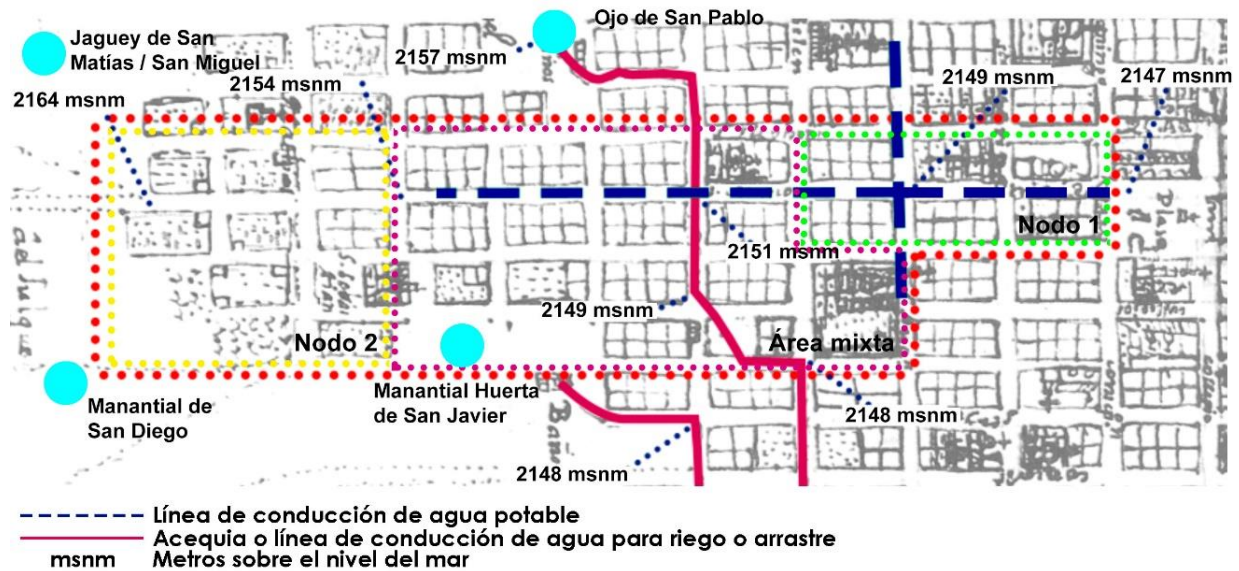 Ojo de San Pablo
Jaguey de San
Matías / San Miguel
2157 msnm
2154 msnm
2149 msnm
2147 msnm
2164 msnm
Nodo 1
2151 msnm
2149 msnm
Nodo 2
Área mixta
Manantial Huerta
de San Javier
Manantial de
San Diego
2148 msnm
2148 msnm
Línea de conducción de agua potable
Acequia o línea de conducción de agua para riego o arrastre
msnm Metros sobre el nivel del mar